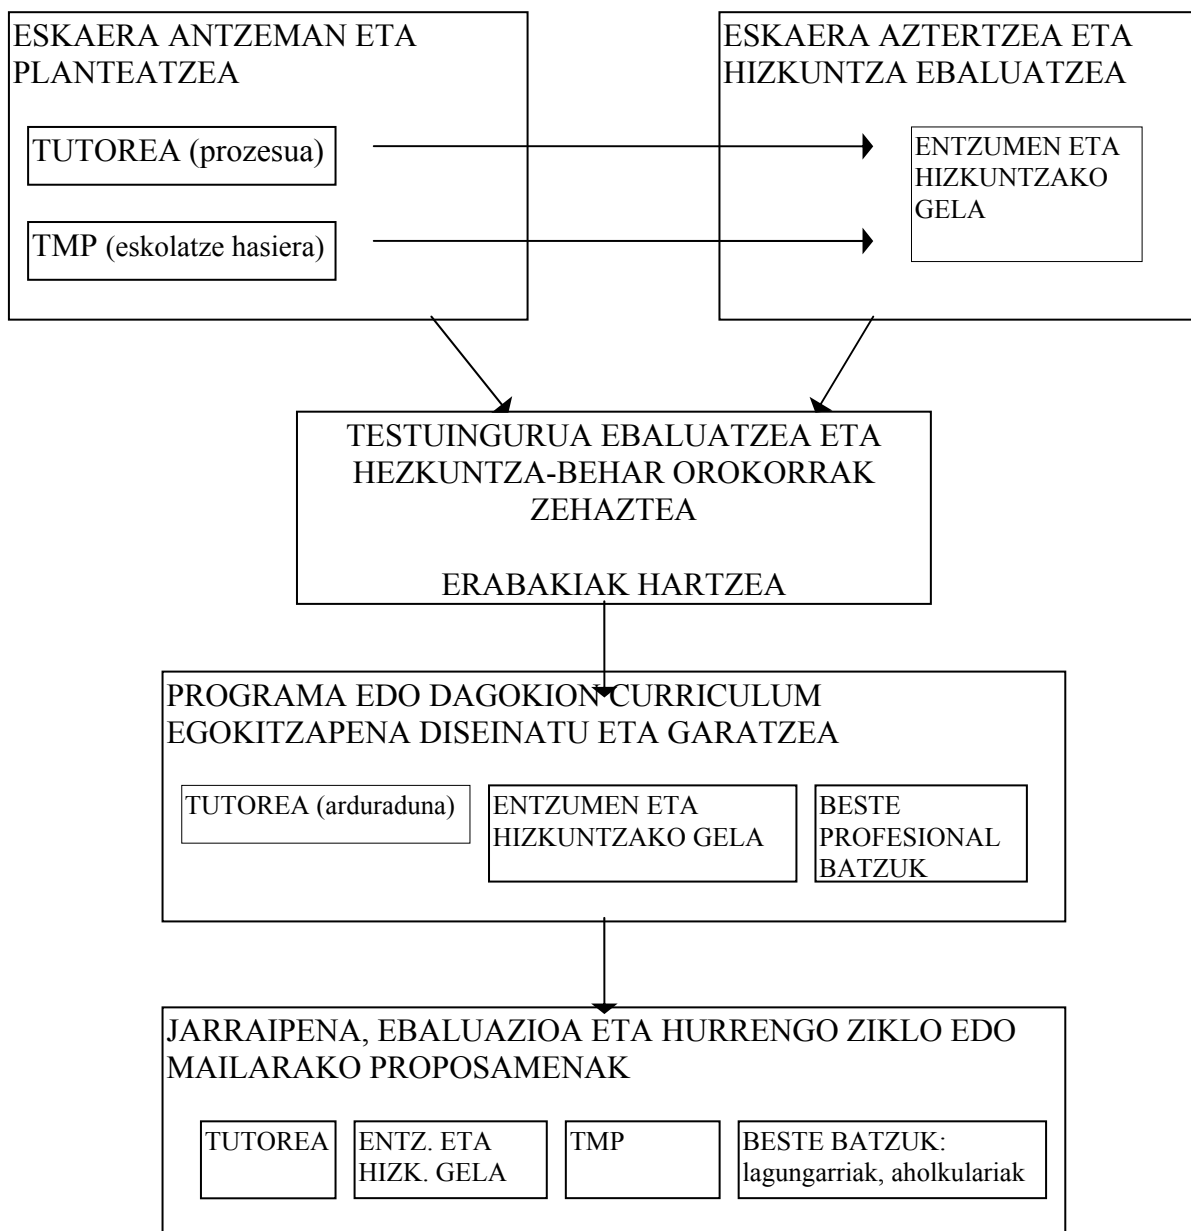 ESKAERA ANTZEMAN ETA
PLANTEATZEA
TUTOREA (prozesua)
TMP (eskolatze hasiera)
ESKAERA AZTERTZEA ETA
HIZKUNTZA EBALUATZEA
ENTZUMEN ETA
HIZKUNTZAKO
GELA
TESTUINGURUA EBALUATZEA ETA
HEZKUNTZA-BEHAR OROKORRAK
ZEHAZTEA
ERABAKIAK HARTZEA
PROGRAMA EDO DAGOKION CURRICULUM
EGOKITZAPENA DISEINATU ETA GARATZEA
TUTOREA (arduraduna)
ENTZUMEN ETA
HIZKUNTZAKO GELA
BESTE
PROFESIONAL
BATZUK
JARRAIPENA, EBALUAZIOA ETA HURRENGO ZIKLO EDO
MAILARAKO PROPOSAMENAK
TUTOREA
ENTZ. ETA
HIZK. GELA
TMP
BESTE BATZUK:
lagungarriak, aholkulariak